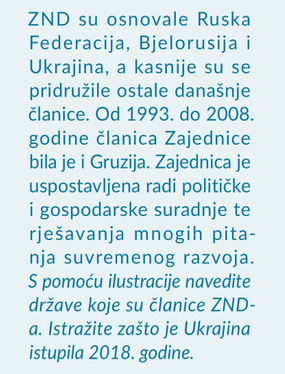 ZND su osnovale Ruska
Federacija, Bjelorusija i
Ukrajina, a kasnije su se
pridružile ostale današnje
članice. Od 1993. do 2008.
godine članica Zajednice
bila je i Gruzija. Zajednica je
uspostavljena radi političke
i gospodarske suradnje te
rješavanja mnogih pita-
nja suvremenog razvoja.
S pomoću ilustracije navedite
države koje su članice ZND-
a. Istražite zašto je Ukrajina
istupila 2018. godine.